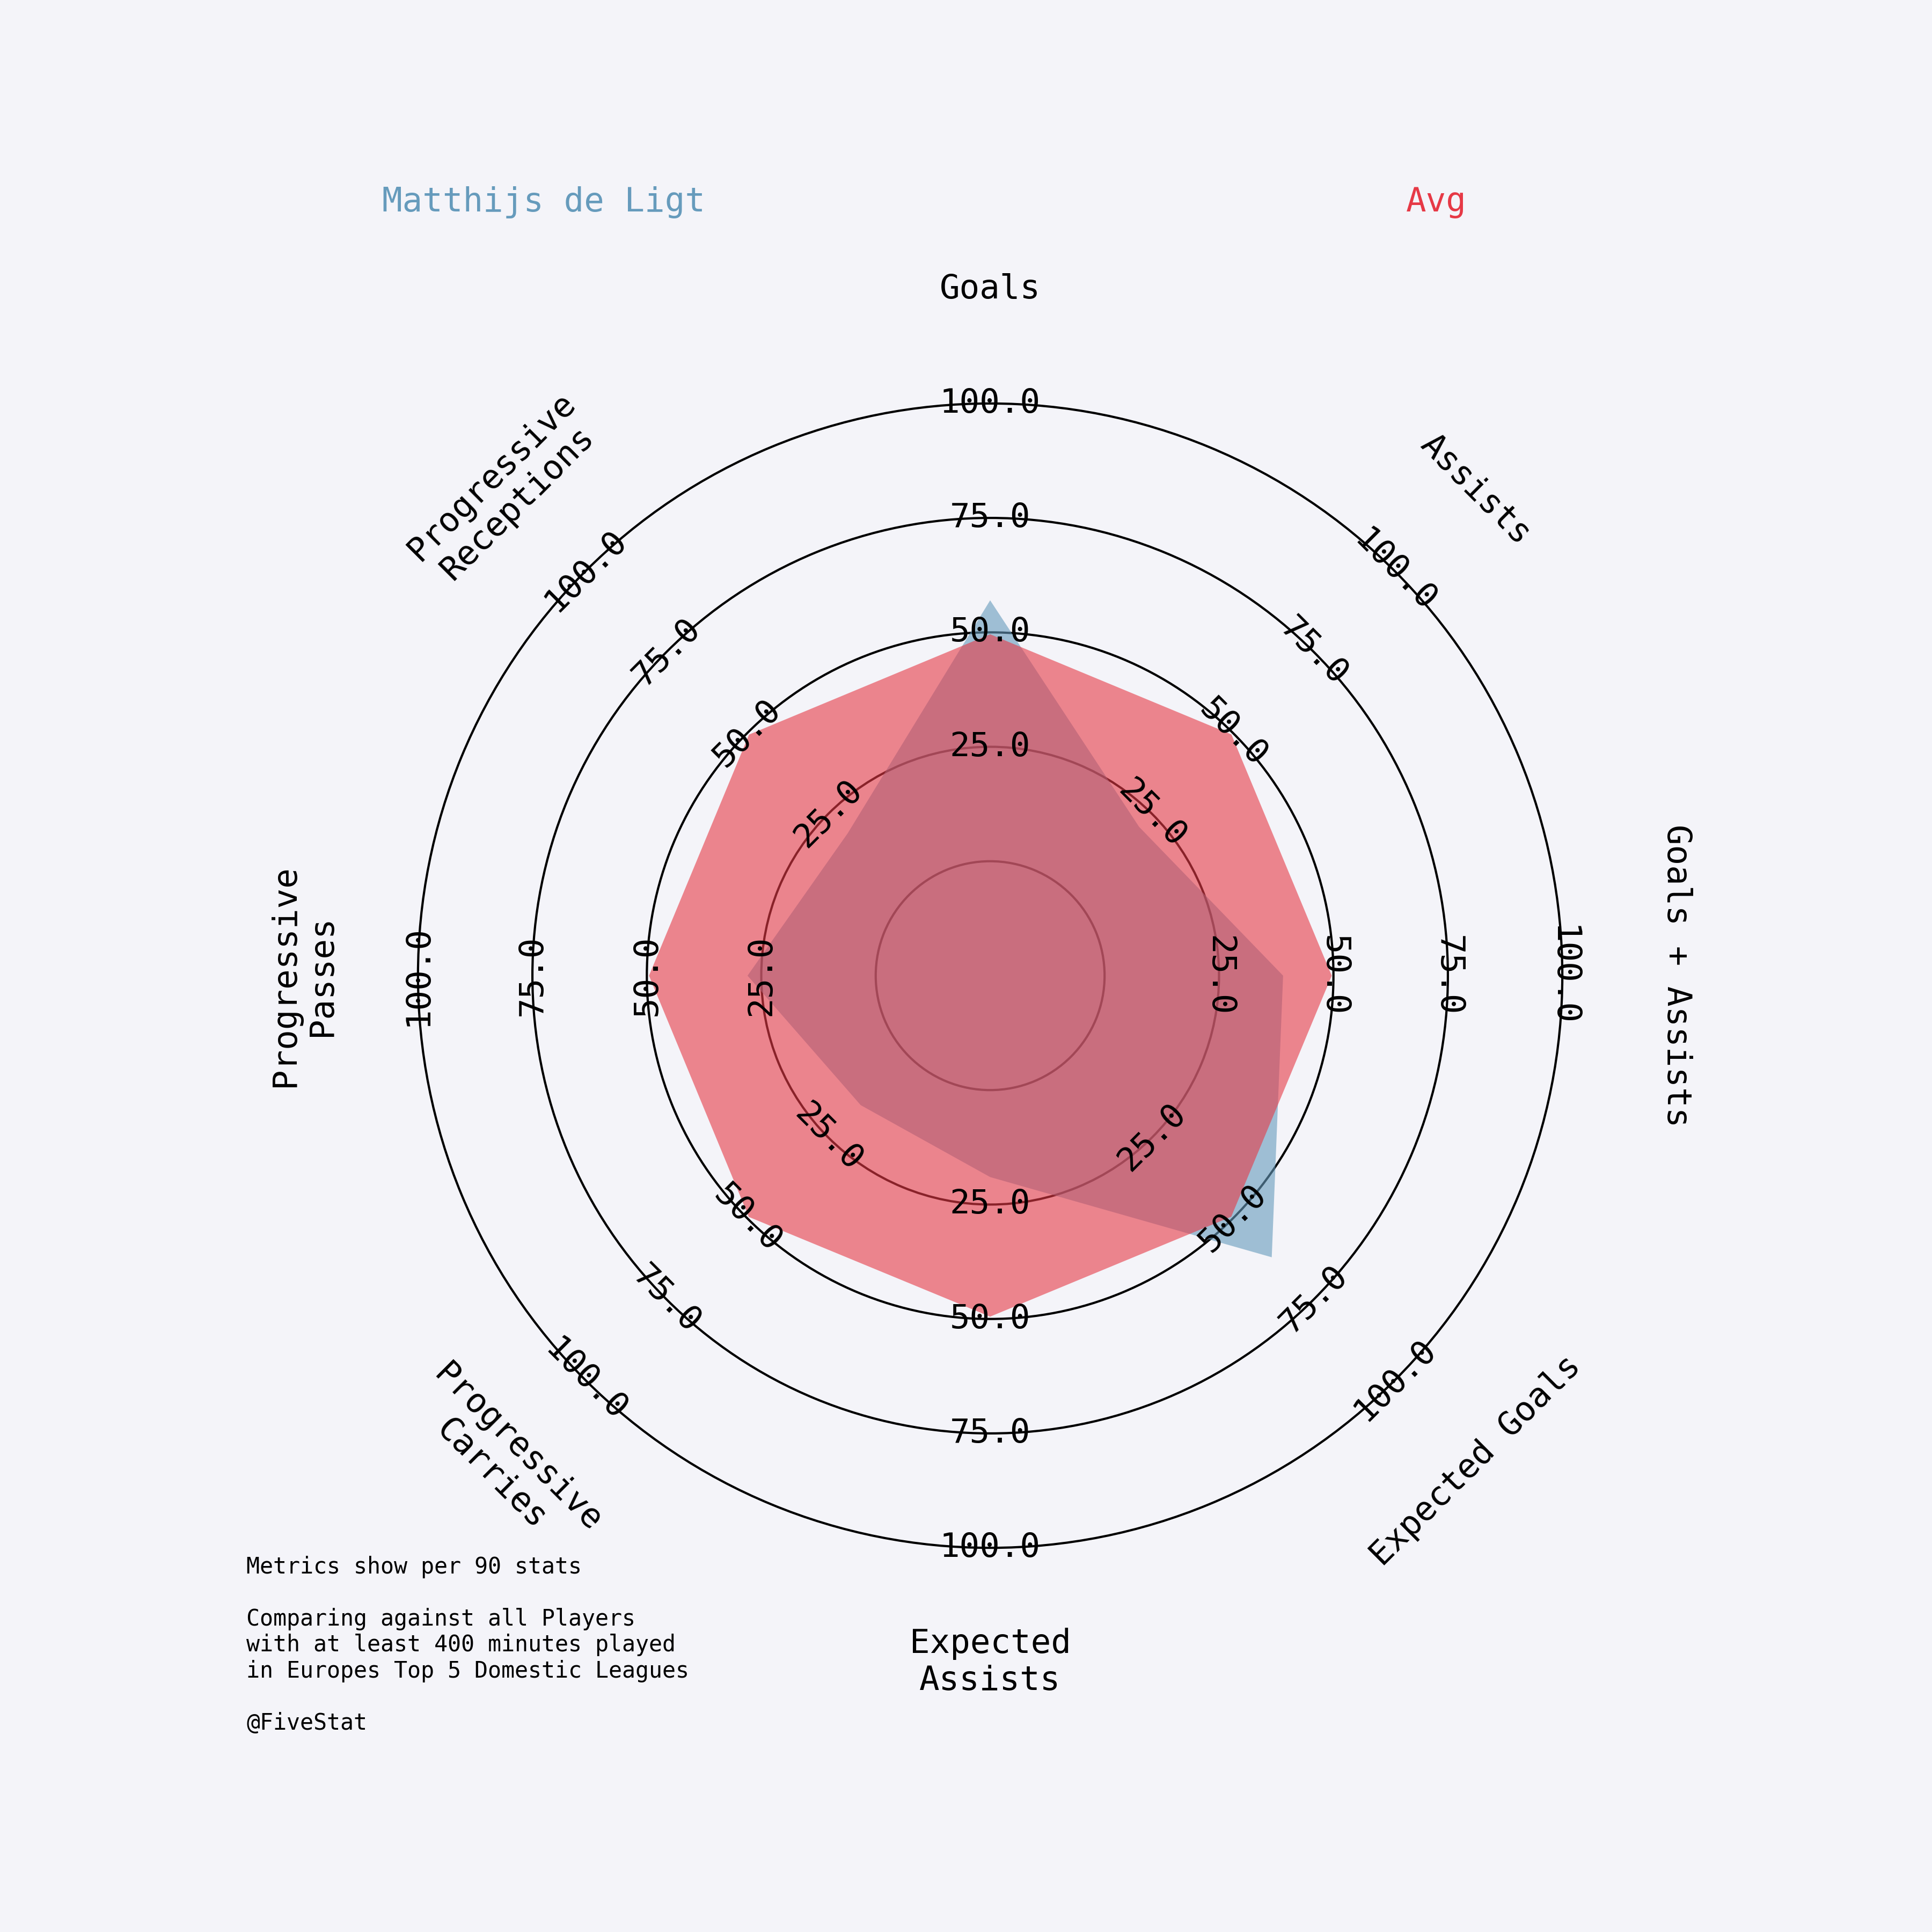 Matthijs de Ligt
Avg
Goals
Assists
Goals + Assists
Expected Goals
Expected
Assists
Progressive
Carries
Progressive
Passes
Progressive
Receptions
100.0
75.0
50.0
25.0
100.0
75.0
50.0
25.0
100.0
75.0
50.0
25.0
100.0
75.0
50.0
25.0
100.0
75.0
50.0
25.0
100.0
75.0
50.0
25.0
100.0
75.0
50.0
25.0
100.0
75.0
50.0
25.0
Metrics show per 90 stats
Comparing against all Players
with at least 400 minutes played
in Europes Top 5 Domestic Leagues
@FiveStat